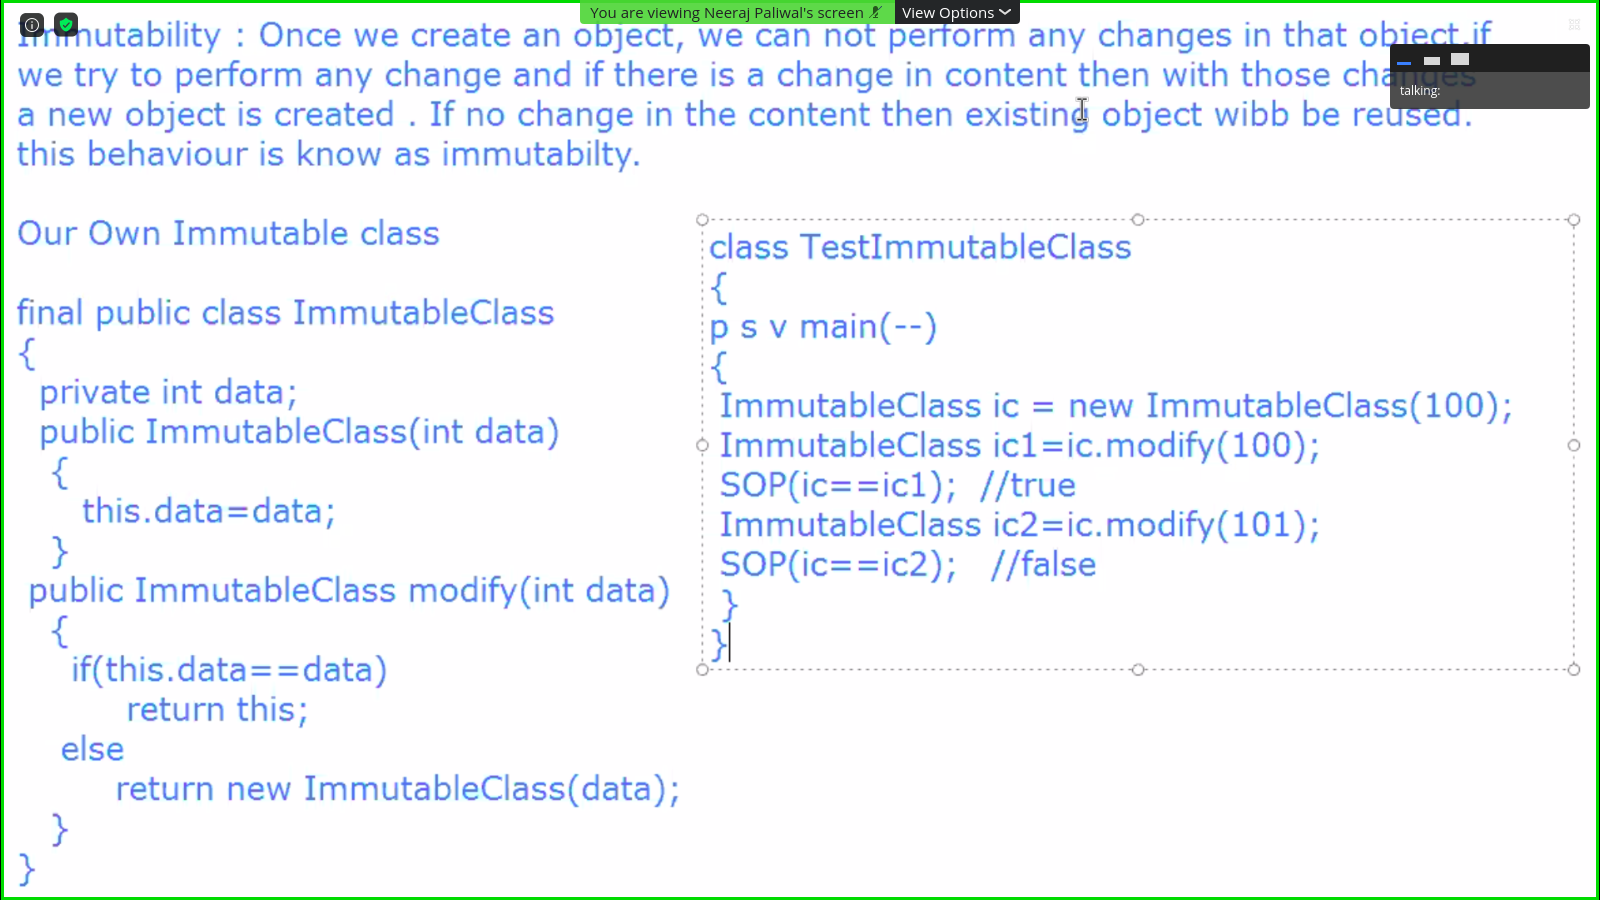 You are viewing Neeraj Paliwal's screen
View Options
Immutability : Once we create an object, we can not perform any changes in that object.if
we try to perform any change and if there is a change in content then with those changes
talking:
a new object is created . If no change in the content then existing object wibb be reused.
this behaviour is know as immutabilty.
Our Own Immutable class
final public class ImmutableClass
{
private int data;
public ImmutableClass(int data)
{
this.data=data;
}
public ImmutableClass modify(int data)
{
if(this.data==data)
return this;
else
return new ImmutableClass(data);
}
}
class TestImmutableClass
{
p s v main(--)
{
ImmutableClass ic = new ImmutableClass(100);
ImmutableClass ic1=ic.modify(100);
SOP(ic==ic1); //true
ImmutableClass ic2=ic.modify(101);
SOP(ic==ic2); //false
}
}